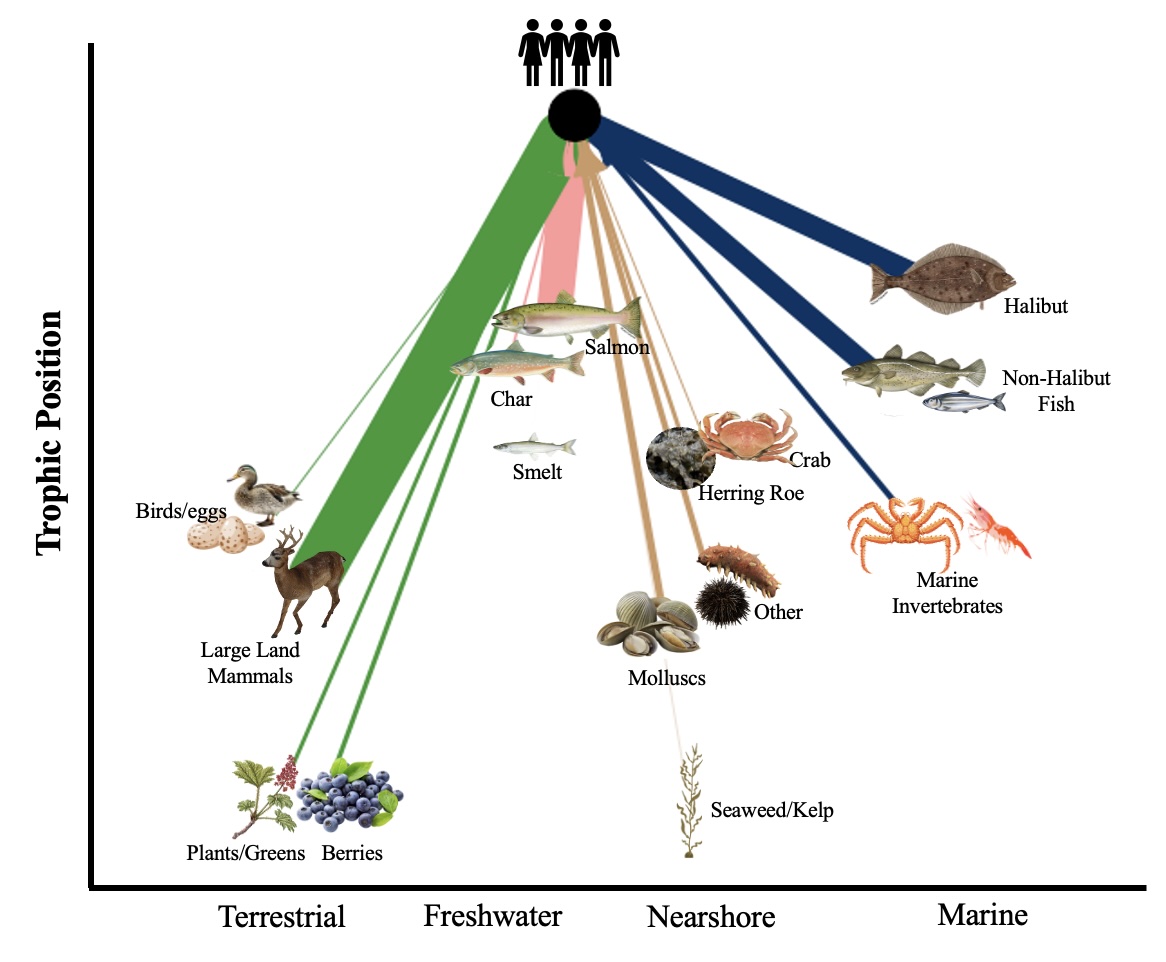 Trophic Position
Halibut
Salmon
Non-Halibut
Fish
Char
Crab
Smelt
Herring Roe
Birds/eggs
Marine
Invertebrates
Other
Large Land
Mammals
Molluscs
Seaweed/Kelp
Plants/Greens
Berries
Terrestrial
Freshwater
Nearshore
Marine